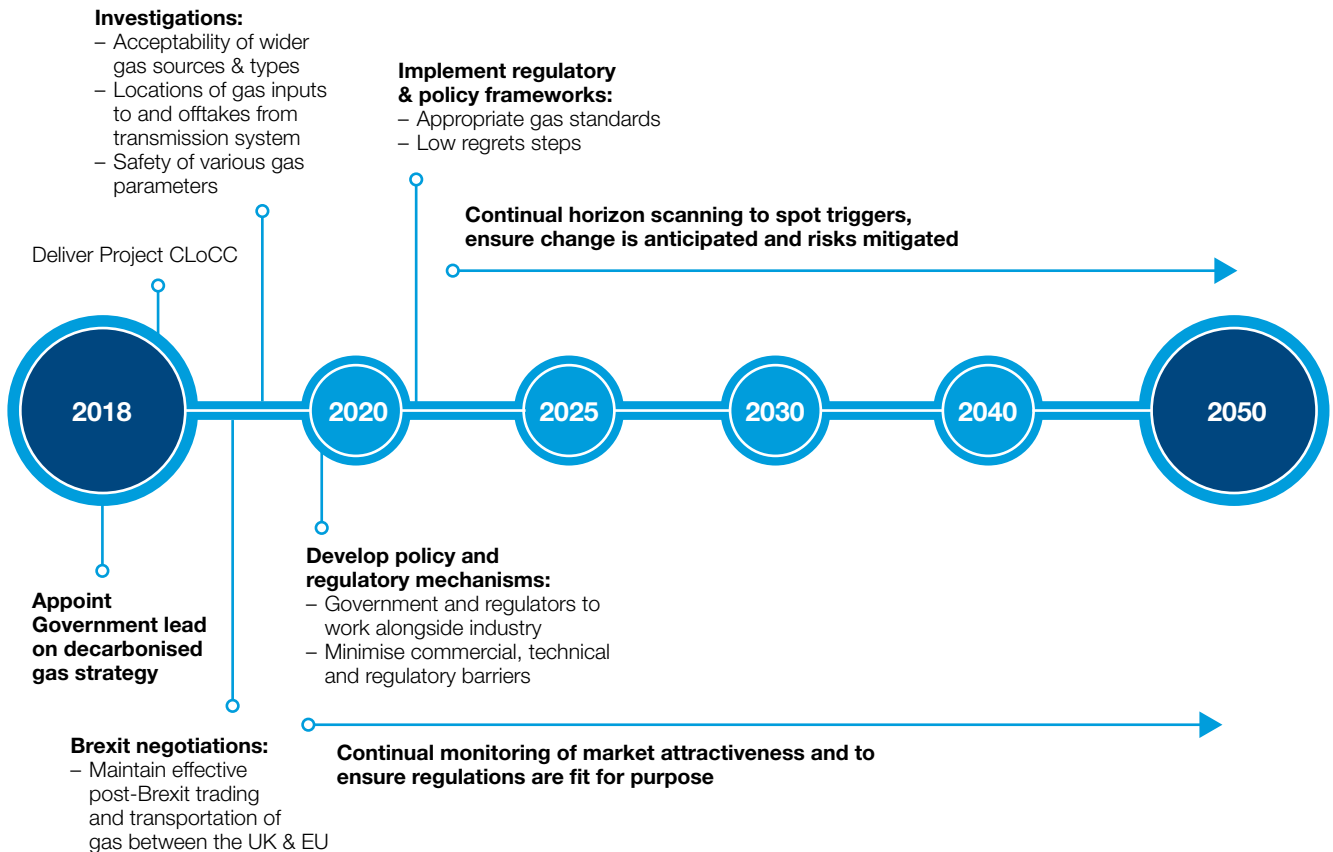 Investigations:
– Acceptability of wider
gas sources & types
– Locations of gas inputs
to and offtakes from
transmission system
– Safety of various gas
parameters
Implement regulatory
& policy frameworks:
– Appropriate gas standards
– Low regrets steps
Continual horizon scanning to spot triggers,
ensure change is anticipated and risks mitigated
Deliver Project CLoCC
2018
2020
2025
2030
2040
2050
Appoint
Government lead
on decarbonised
gas strategy
Develop policy and
regulatory mechanisms:
– Government and regulators to
work alongside industry
– Minimise commercial, technical
and regulatory barriers
Brexit negotiations:
– Maintain effective
post-Brexit trading
and transportation of
gas between the UK & EU
Continual monitoring of market attractiveness and to
ensure regulations are fit for purpose